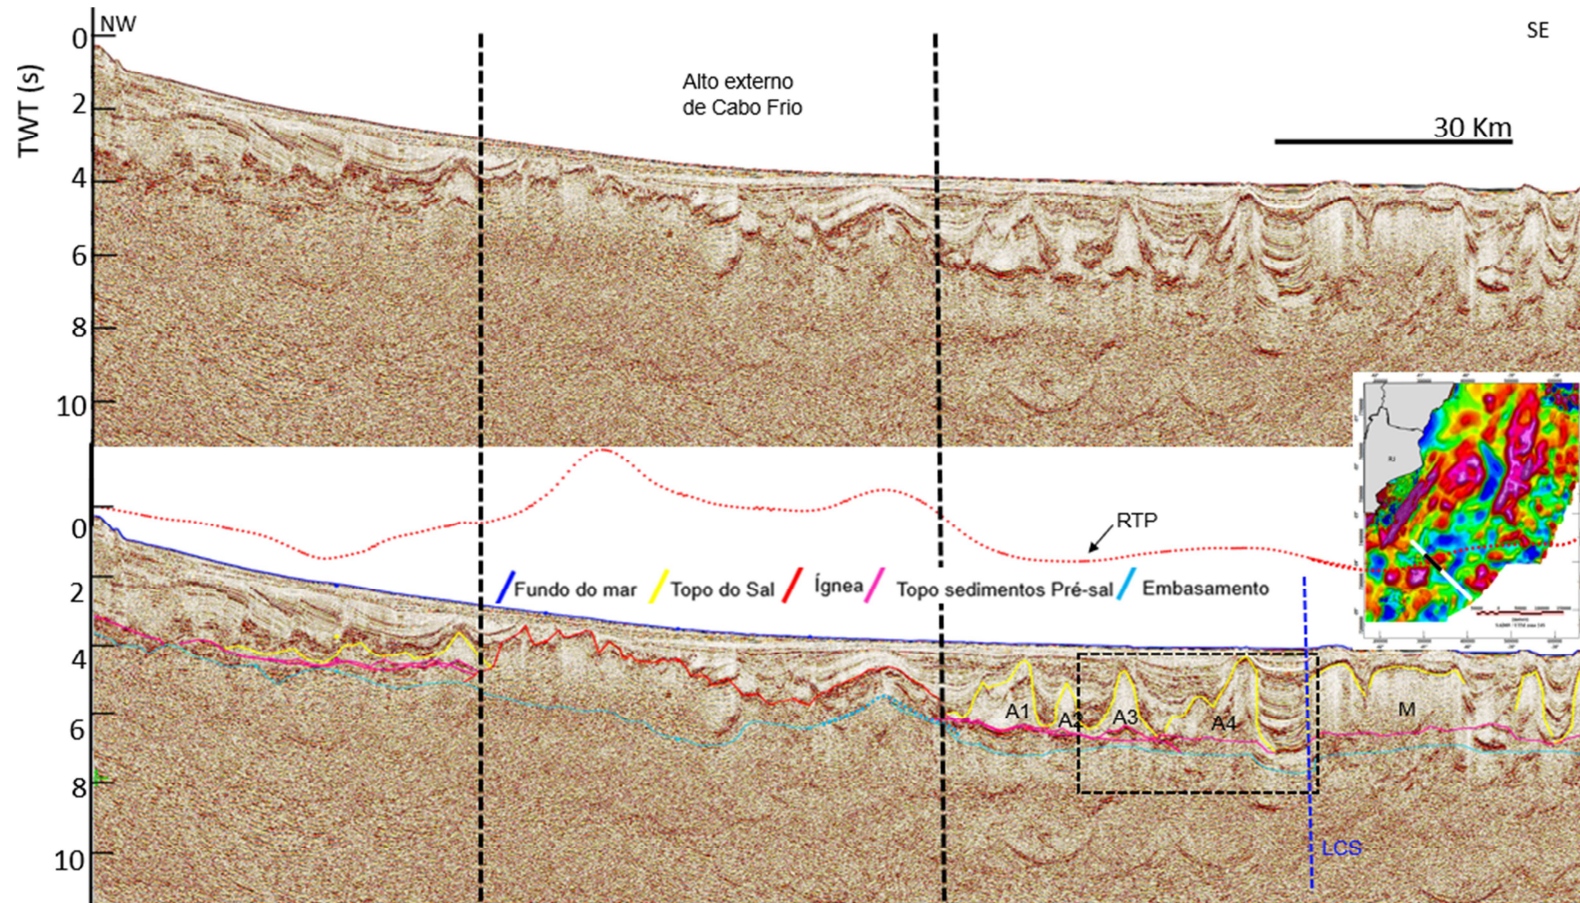 NW
SE
TWT (s)
0
2
4
6
8
10
Alto externo
de Cabo Frio
30 Km
RJ
RTP
0
2
4
6
8
10
Fundo do mar
Topo do Sal
Ígnea
Topo sedimentos Pré-sal
Embasamento
A1
A2
A3
A4
M
LCS